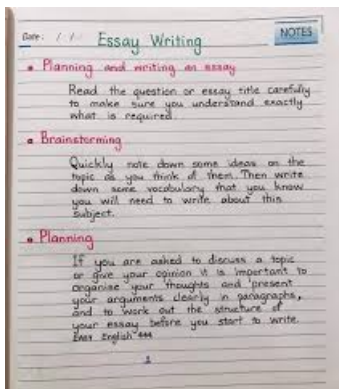 Date: / /
NOTES
Essay Writing
Planning and writing an essay
Read the question or essay title carefully
to make sure you understand exactly
what is required.
Brainstorming
Quickly note down some ideas on the
topic as you think of them. Then write
down some vocabulary that you know
you will need to write about this
subject.
Planning
If you are asked to discuss a topic
or give your opinion it is important to
organise your thoughts and present
your arguments clearly in paragraphs,
and to work out the structure of
your essay before you start to write.
English
1